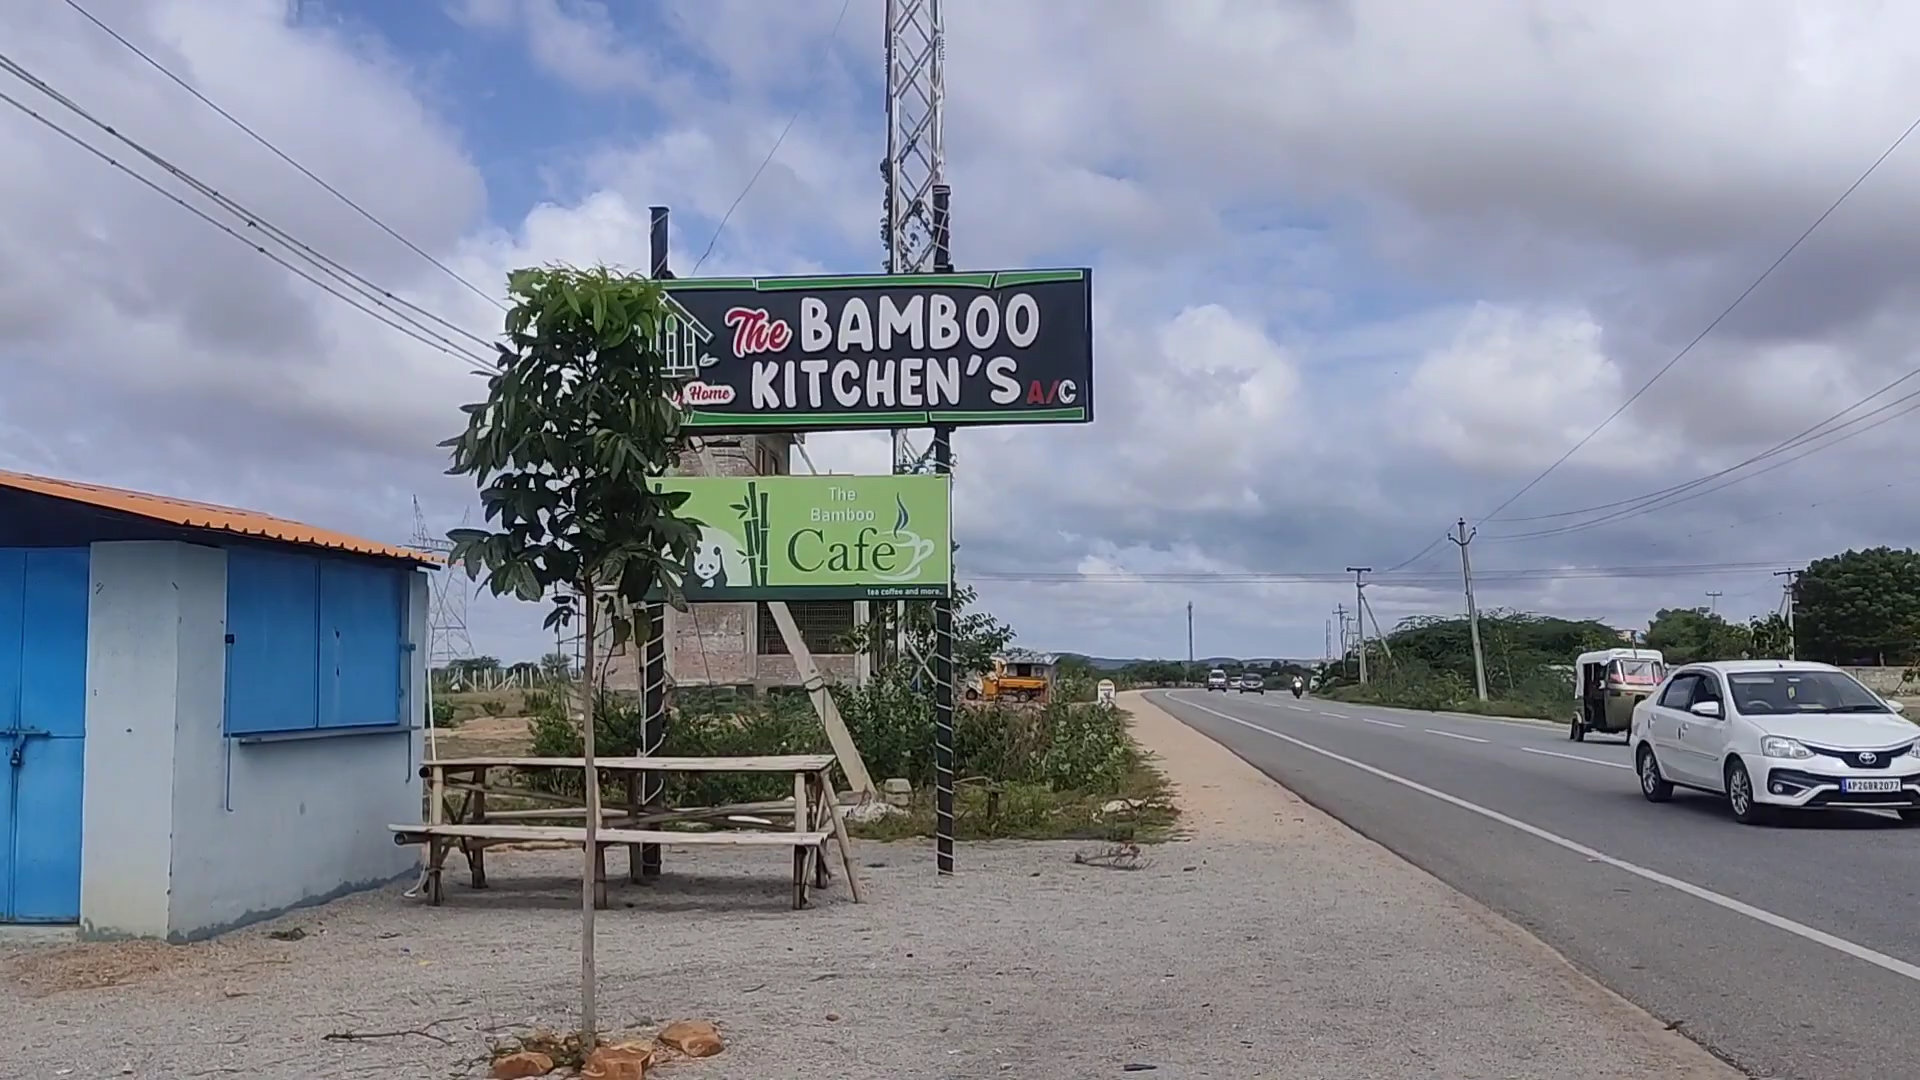 The BAMBOO
KITCHEN'S A/C
Home
The
Bamboo
Cafe
tea coffee and more..
AP26BR2077